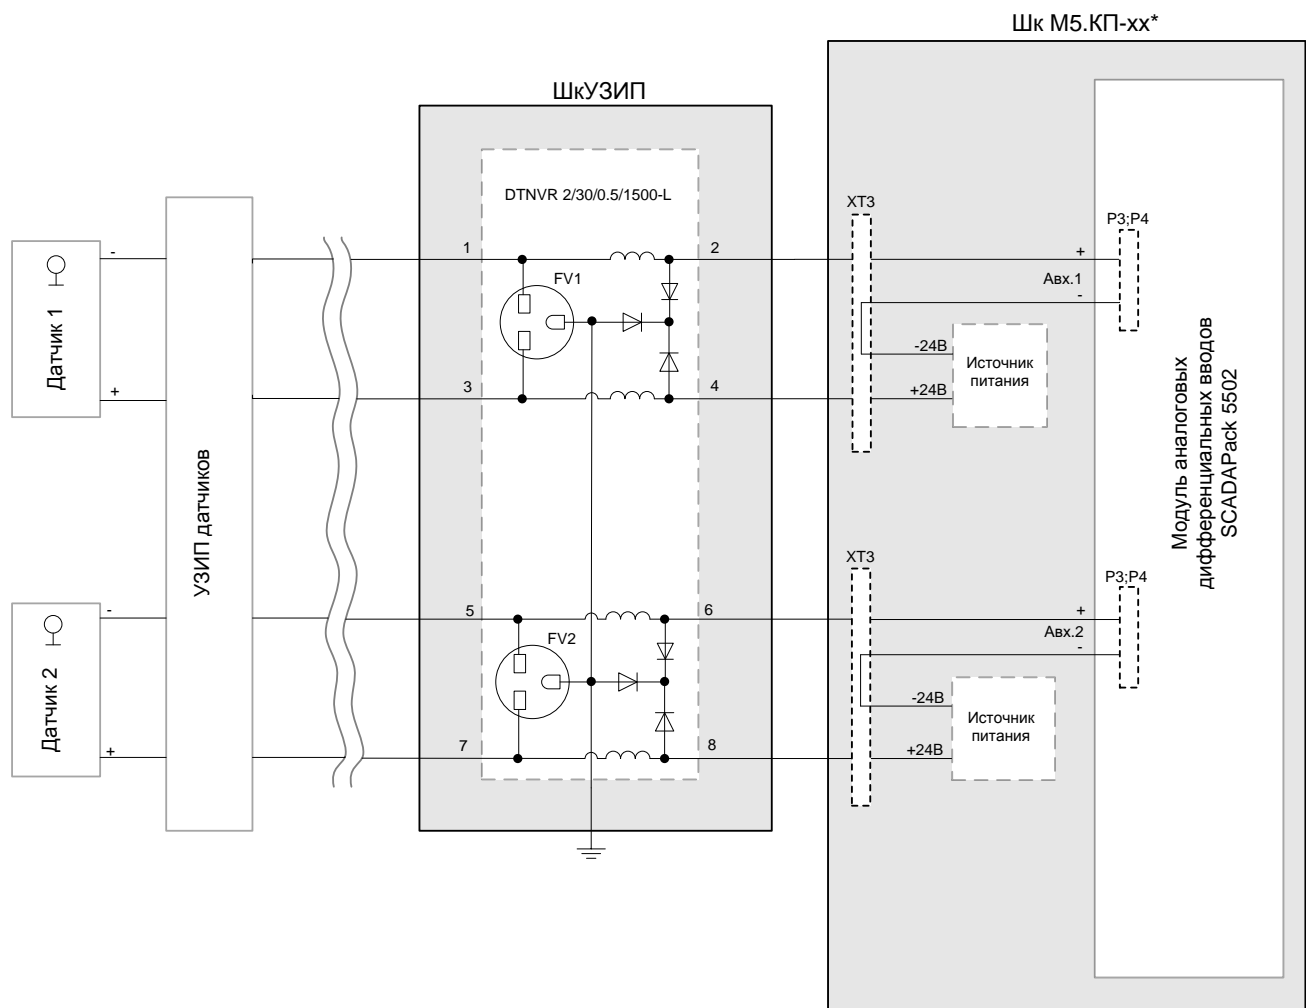 Шк М5.КП-хх*
ШкУЗИП
DTNVR 2/30/0.5/1500-L
XT3
P3;P4
-
1
2
+
FV1
Авх.1
-
Датчик 1
-24В
Источник
питания
+
3
4
+24В
УЗИП датчиков
Модуль аналоговых
дифференциальных вводов
SCADAPack 5502
XT3
P3;P4
-
5
6
+
FV2
Авх.2
-
Датчик 2
-24В
Источник
питания
+
7
8
+24В